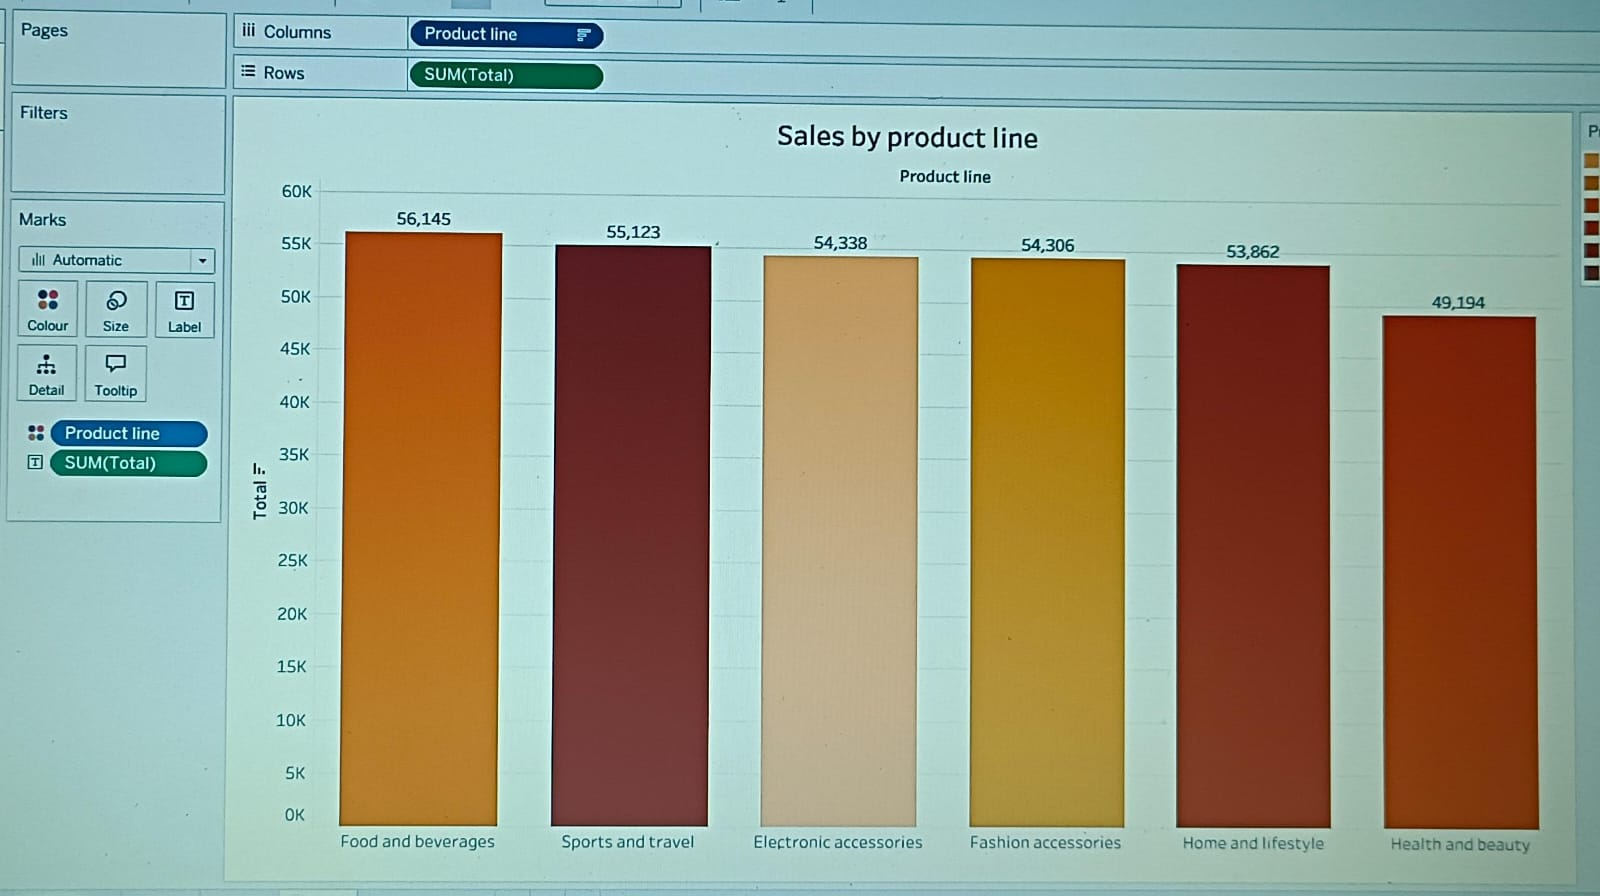 Pages
Columns
Product line
Rows
SUM(Total)
Filters
Marks
Automatic
Colour
Size
Label
Detail
Tooltip
Product line
SUM(Total)
Sales by product line
Product line
60K
55K
50K
45K
40K
35K
30K
25K
20K
15K
10K
5K
0K
Total
56,145
55,123
54,338
54,306
53,862
49,194
Food and beverages
Sports and travel
Electronic accessories
Fashion accessories
Home and lifestyle
Health and beauty